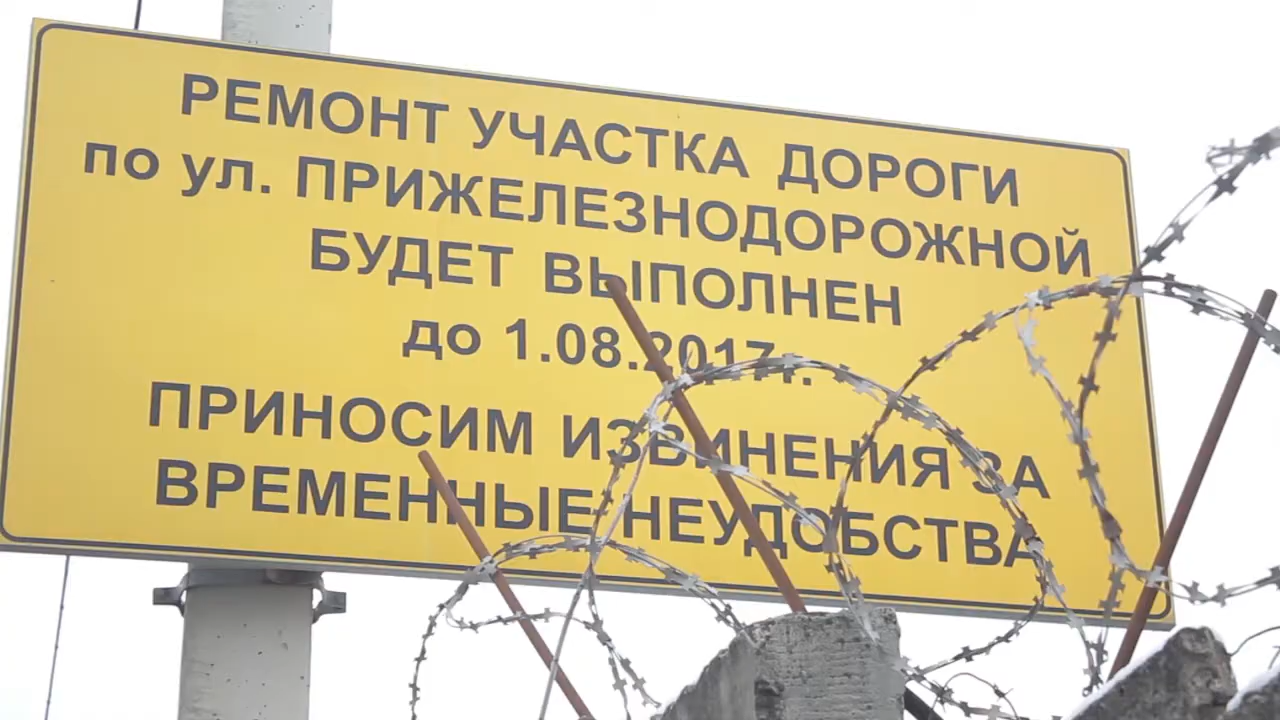 РЕМОНТ УЧАСТКА ДОРОГИ
по ул. ПРИЖЕЛЕЗНОДОРОЖНОЙ
БУДЕТ ВЫПОЛНЕН
до 1.08.2017г.
ПРИНОСИМ ИЗВИНЕНИЯ ЗА
ВРЕМЕННЫЕ НЕУДОБСТВА